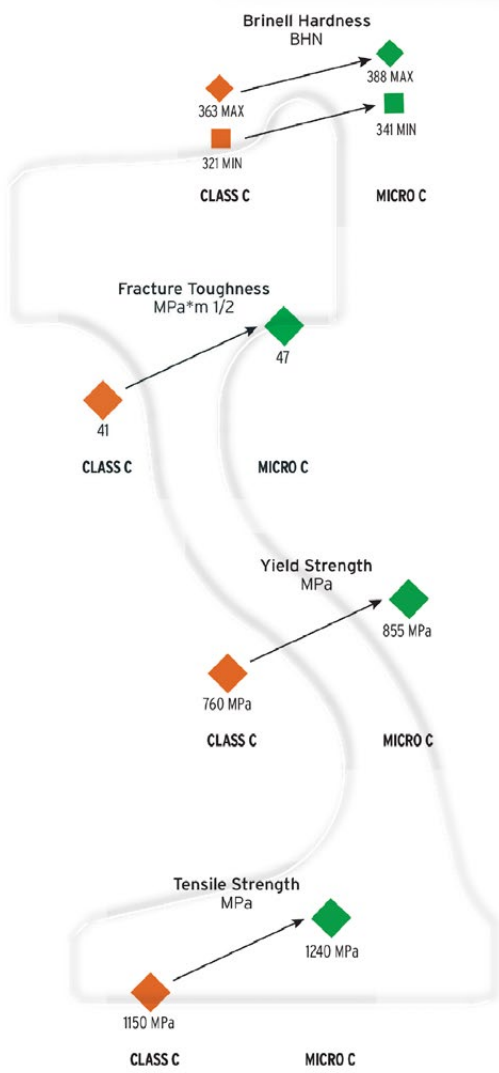 Brinell Hardness
BHN
363 MAX
388 MAX
321 MIN
341 MIN
CLASS C
MICRO C
Fracture Toughness
MPa*m 1/2
41
47
CLASS C
MICRO C
Yield Strength
MPa
760 MPa
855 MPa
CLASS C
MICRO C
Tensile Strength
MPa
1150 MPa
1240 MPa
CLASS C
MICRO C